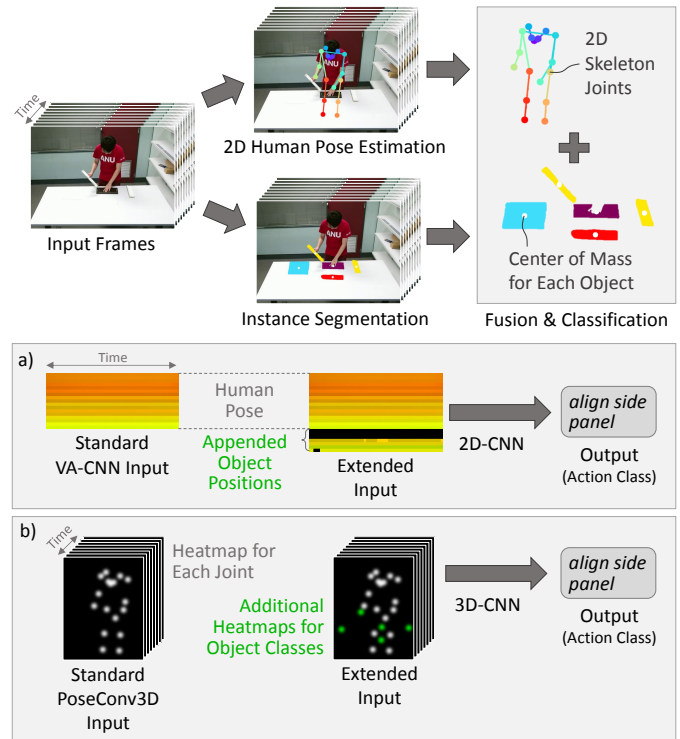 Time
ANU
Input Frames
ANU
2D Human Pose Estimation
ANU
Instance Segmentation
2D
Skeleton
Joints
Center of Mass
for Each Object
Fusion & Classification
a)
Time
Standard
VA-CNN Input
Human
Pose
Appended
Object
Positions
Extended
Input
2D-CNN
align side
panel
Output
(Action Class)
b)
Time
Heatmap for
Each Joint
Standard
PoseConv3D
Input
Additional
Heatmaps for
Object Classes
Extended
Input
3D-CNN
align side
panel
Output
(Action Class)